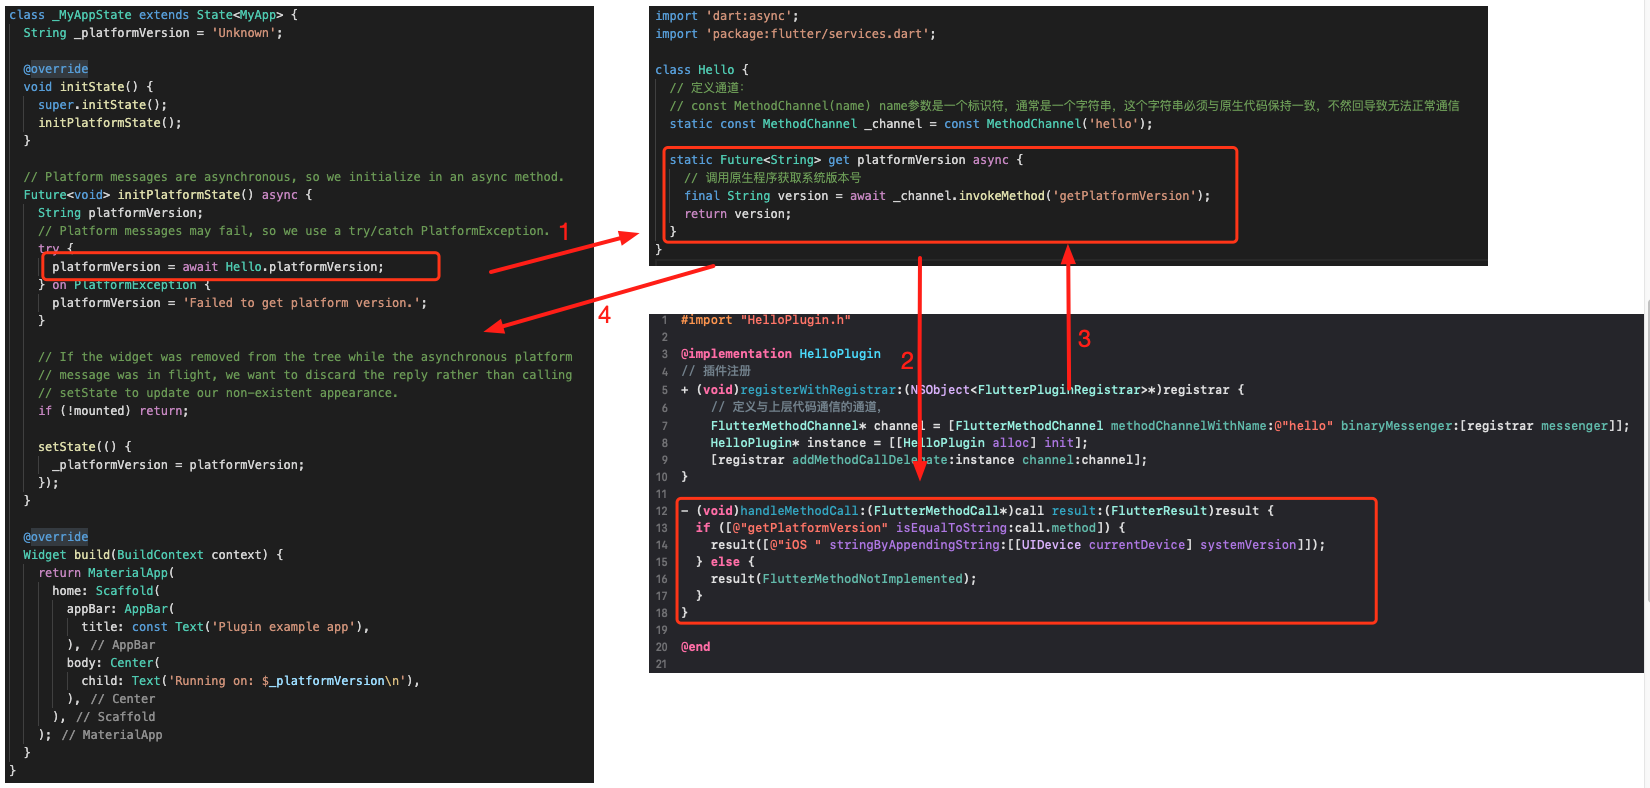 class _MyAppState extends State<MyApp> {
String _platformVersion = 'Unknown';
@override
void initState() {
super.initState();
initPlatformState();
}
// Platform messages are asynchronous, so we initialize in an async method.
Future<void> initPlatformState() async {
String platformVersion;
// Platform messages may fail, so we use a try/catch PlatformException.
try {
platformVersion = await Hello.platformVersion;
} on PlatformException {
platformVersion = 'Failed to get platform version.';
}
// If the widget was removed from the tree while the asynchronous platform
// message was in flight, we want to discard the reply rather than calling
// setState to update our non-existent appearance.
if (!mounted) return;
setState(() {
_platformVersion = platformVersion;
});
}
@override
Widget build(BuildContext context) {
return MaterialApp(
home: Scaffold(
appBar: AppBar(
title: const Text('Plugin example app'),
), // AppBar
body: Center(
child: Text('Running on: $_platformVersion\n'),
), // Center
), // Scaffold
); // MaterialApp
}
}
1
4
import 'dart:async';
import 'package:flutter/services.dart';
class Hello {
// 定义通道:
// const MethodChannel(name) name参数是一个标识符, 通常是一个字符串, 这个字符串必须与原生代码保持一致, 不然回导致无法正常通信
static const MethodChannel _channel = const MethodChannel('hello');
static Future<String> get platformVersion async {
// 调用原生程序获取系统版本号
final String version = await _channel.invokeMethod('getPlatformVersion');
return version;
}
}
2
3
1 #import "HelloPlugin.h"
2
3 @implementation HelloPlugin
4 // 插件注册
5 + (void)registerWithRegistrar:(NSObject<FlutterPluginRegistrar>*)registrar {
6 // 定义与上层代码通信的通道,
7 FlutterMethodChannel* channel = [FlutterMethodChannel methodChannelWithName:@"hello" binaryMessenger:[registrar messenger]];
8 HelloPlugin* instance = [[HelloPlugin alloc] init];
9 [registrar addMethodCallDelegate:instance channel:channel];
10 }
11
12 - (void)handleMethodCall:(FlutterMethodCall*)call result:(FlutterResult)result {
13 if ([@"getPlatformVersion" isEqualToString:call.method]) {
14 result([@"iOS " stringByAppendingString:[[UIDevice currentDevice] systemVersion]]);
15 } else {
16 result(FlutterMethodNotImplemented);
17 }
18 }
19
20 @end
21